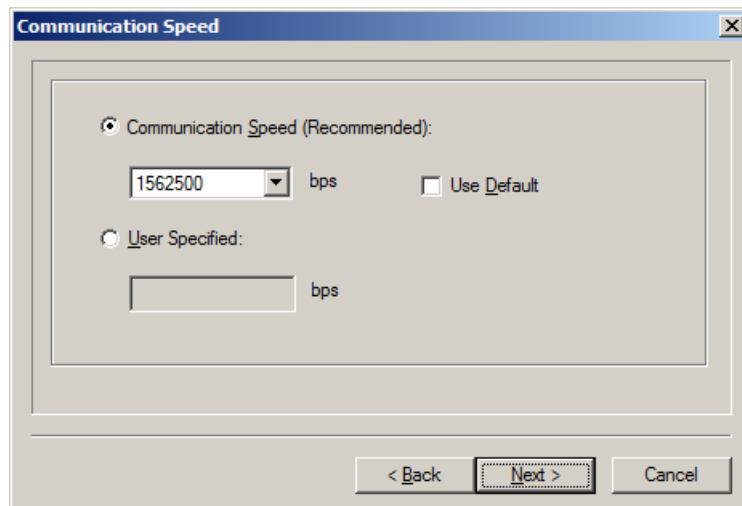 Communication Speed
Communication Speed (Recommended):
1562500 bps Use Default
User Specified:
bps
< Back Next > Cancel